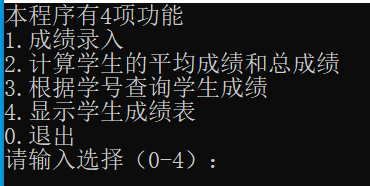 本程序有4项功能
1.成绩录入
2.计算学生的平均成绩和总成绩
3.根据学号查询学生成绩
4.显示学生成绩表
0.退出
请输入选择（0-4）：